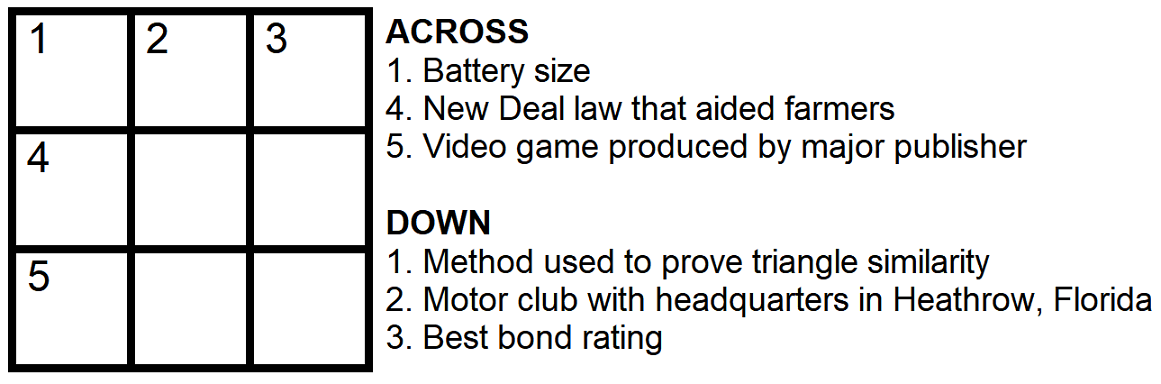 1 2 3
4
5
ACROSS
1. Battery size
4. New Deal law that aided farmers
5. Video game produced by major publisher
DOWN
1. Method used to prove triangle similarity
2. Motor club with headquarters in Heathrow, Florida
3. Best bond rating